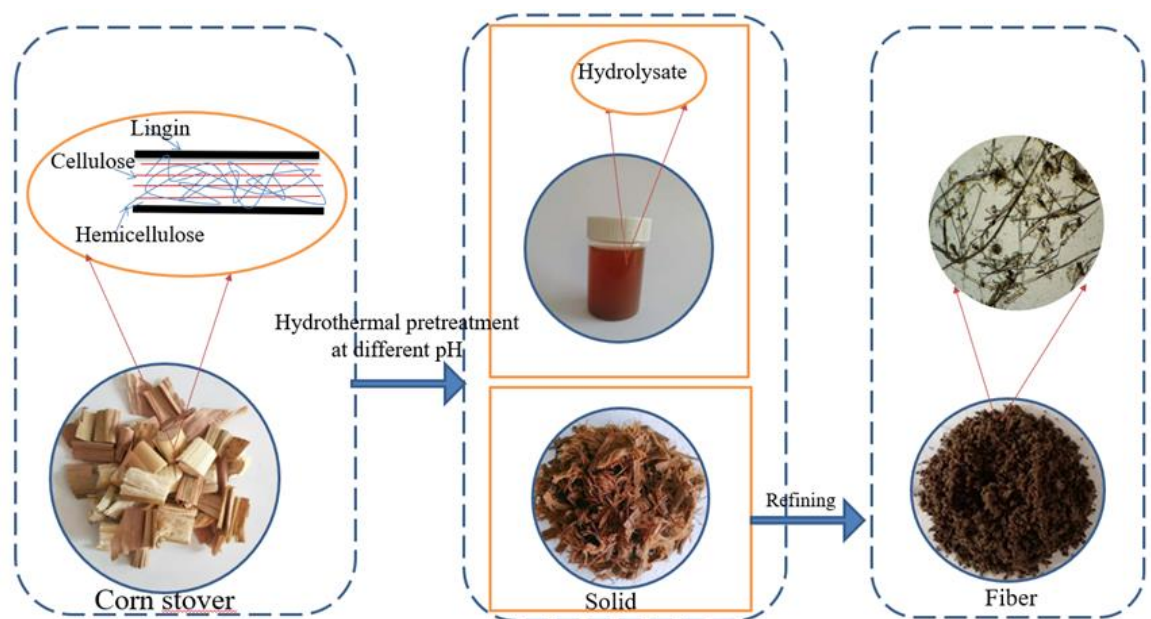 Lingin
Cellulose
Hemicellulose
Corn stover
Hydrothermal pretreatment
at different pH
Hydrolysate
Solid
Refining
Fiber